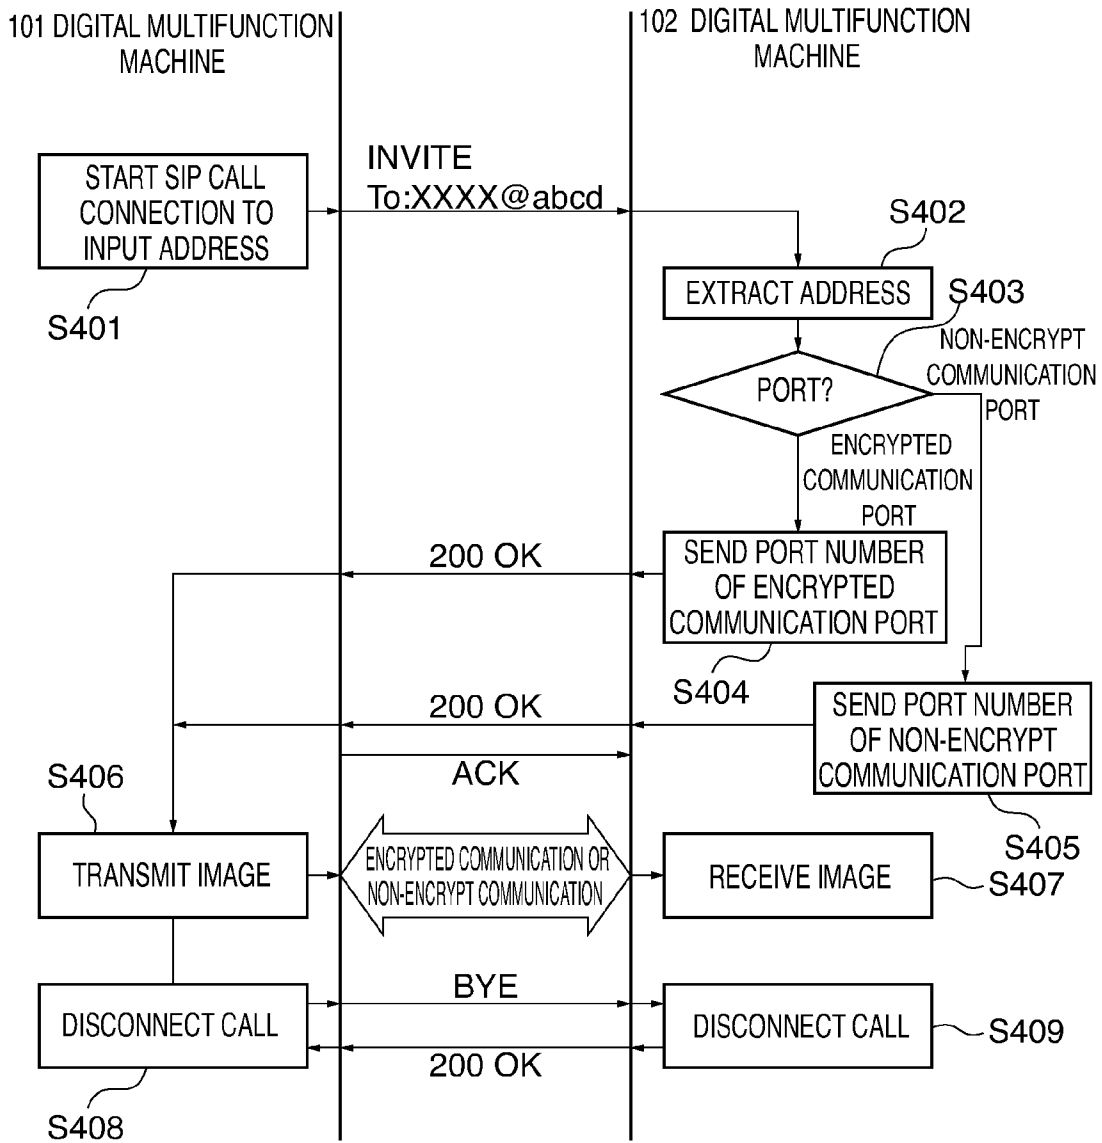 101 DIGITAL MULTIFUNCTION
MACHINE
102 DIGITAL MULTIFUNCTION
MACHINE
START SIP CALL
CONNECTION TO
INPUT ADDRESS
S401
INVITE
To:XXXX@abcd
S402
EXTRACT ADDRESS
S403
PORT?
NON-ENCRYPT
COMMUNICATION
PORT
ENCRYPTED
COMMUNICATION
PORT
200 OK
SEND PORT NUMBER
OF ENCRYPTED
COMMUNICATION PORT
S404
200 OK
SEND PORT NUMBER
OF NON-ENCRYPT
COMMUNICATION PORT
S405
ACK
S406
TRANSMIT IMAGE
ENCRYPTED COMMUNICATION OR
NON-ENCRYPT COMMUNICATION
RECEIVE IMAGE
S407
DISCONNECT CALL
S408
BYE
200 OK
DISCONNECT CALL
S409